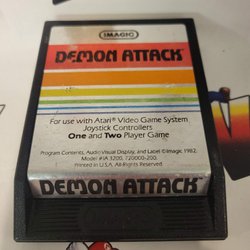 IMAGIC
DEMON ATTACK
For use with Atari® Video Game System
Joystick Controllers
One and Two Player Game
Program Contents, Audio Visual Display, and Label © Imagic 1982.
Model #IA 3200, 720000-200.
Printed in U.S.A. All Rights Reserved.
DEMON ATTACK